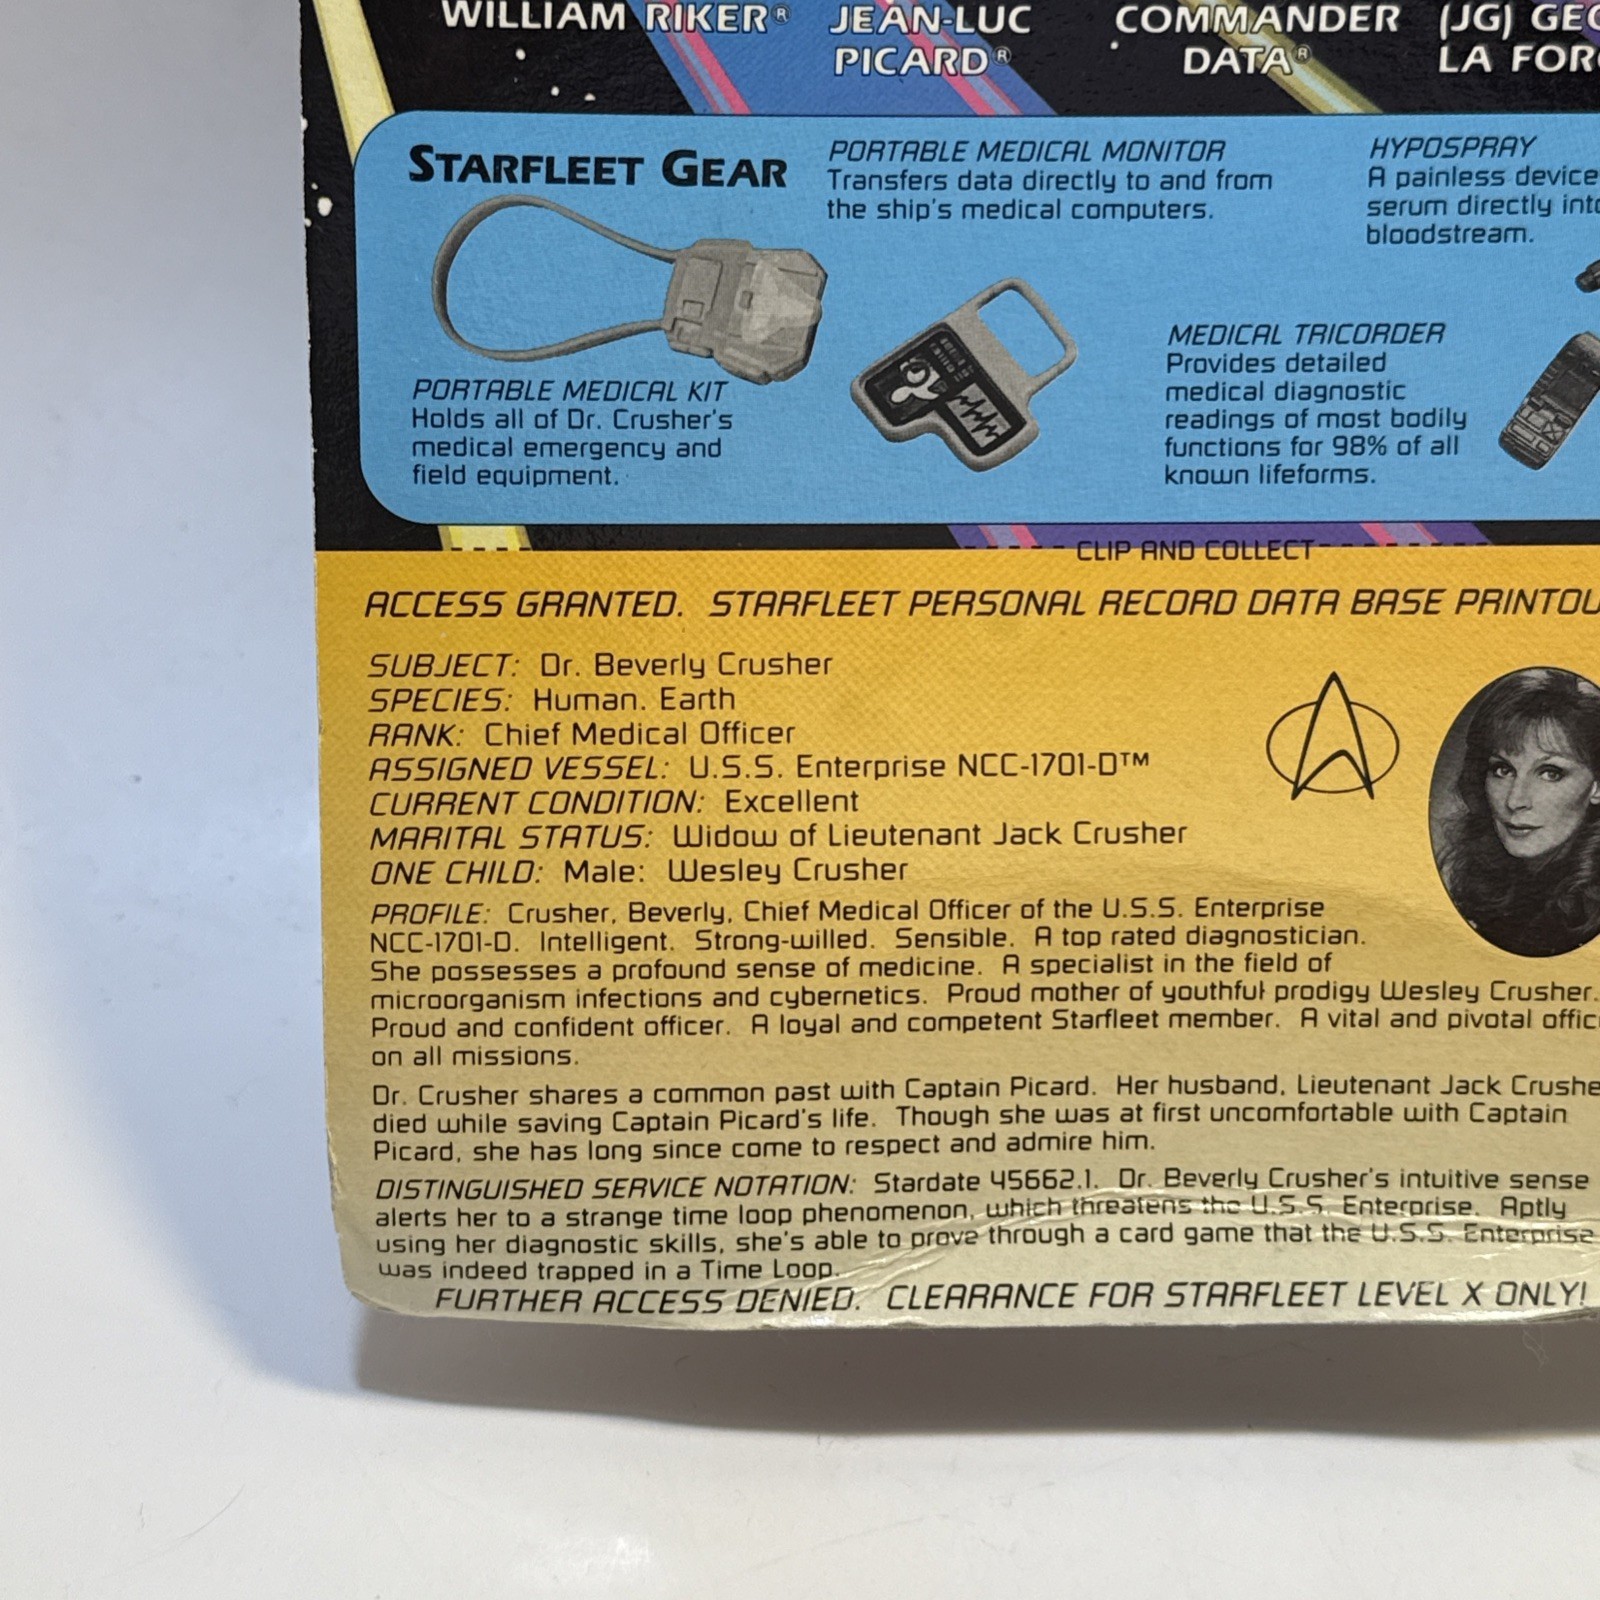 WILLIAM RIKER®
JEAN-LUC
PICARD®
COMMANDER
DATA®
(JG)
LA
STARFLEET GEAR
PORTABLE MEDICAL MONITOR
Transfers data directly to and from
the ship's medical computers.
HYPOSPRAY
A painless device
serum directly
bloodstream.
PORTABLE MEDICAL KIT
Holds all of Dr. Crusher's
medical emergency and
field equipment.
MEDICAL TRICORDER
Provides detailed
medical diagnostic
readings of most bodily
functions for 98% of all
known lifeforms.
CLIP AND COLLECT
ACCESS GRANTED. STARFLEET PERSONAL RECORD DATA BASE
SUBJECT: Dr. Beverly Crusher
SPECIES: Human. Earth
RANK: Chief Medical Officer
ASSIGNED VESSEL: U.S.S. Enterprise NCC-1701-D™
CURRENT CONDITION: Excellent
MARITAL STATUS: Widow of Lieutenant Jack Crusher
ONE CHILD: Male: Wesley Crusher
PROFILE: Crusher, Beverly, Chief Medical Officer of the U.S.S. Enterprise
NCC-1701-D. Intelligent. Strong-willed. Sensible. A top rated diagnostician.
She possesses a profound sense of medicine. A specialist in the field of
microorganism infections and cybernetics. Proud mother of youthful prodigy Wesley Crusher.
Proud and confident officer. A loyal and competent Starfleet member. A vital and pivotal
on all missions.
Dr. Crusher shares a common past with Captain Picard. Her husband, Lieutenant Jack
died while saving Captain Picard's life. Though she was at first uncomfortable with Captain
Picard, she has long since come to respect and admire him.
DISTINGUISHED SERVICE NOTATION: Stardate 45662.1. Dr. Beverly Crusher's intuitive sense
alerts her to a strange time loop phenomenon, which threatens the U.S.S. Enterprise. Aptly
using her diagnostic skills, she's able to prove through a card game that the U.S.S. Enterprise
was indeed trapped in a Time Loop.
FURTHER ACCESS DENIED. CLEARANCE FOR STARFLEET LEVEL X ONLY!